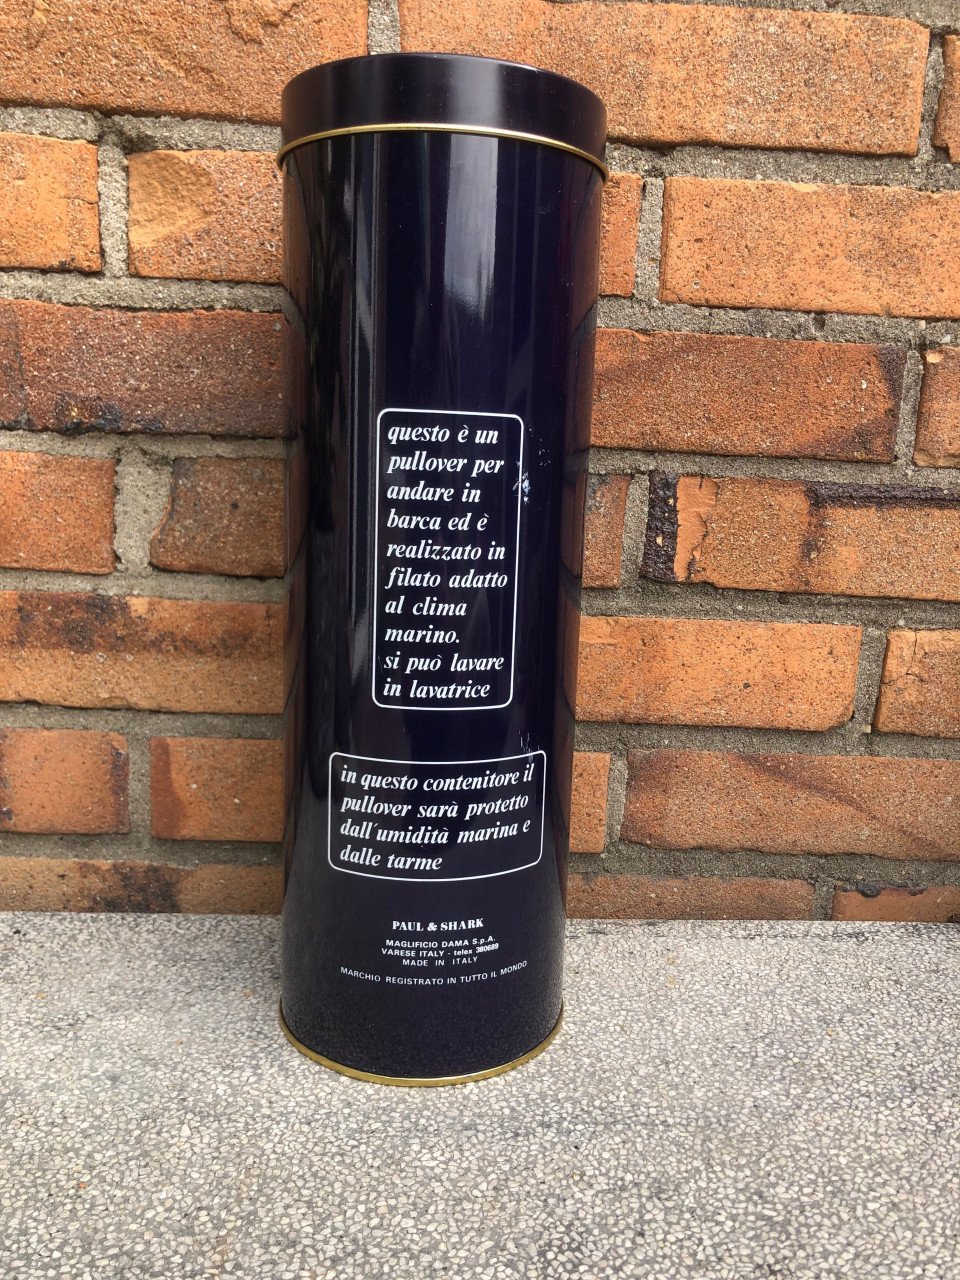 questo è un
pullover per
andare in
barca ed è
realizzato in
filato adatto
al clima
marino.
si può lavare
in lavatrice
in questo contenitore il
pullover sarà protetto
dall'umidità marina e
dalle tarme
PAUL & SHARK
MAGLIFICIO DAMA S.p.A.
VARESE ITALY - telex 380689
MADE IN ITALY
MARCHIO REGISTRATO IN TUTTO IL MONDO